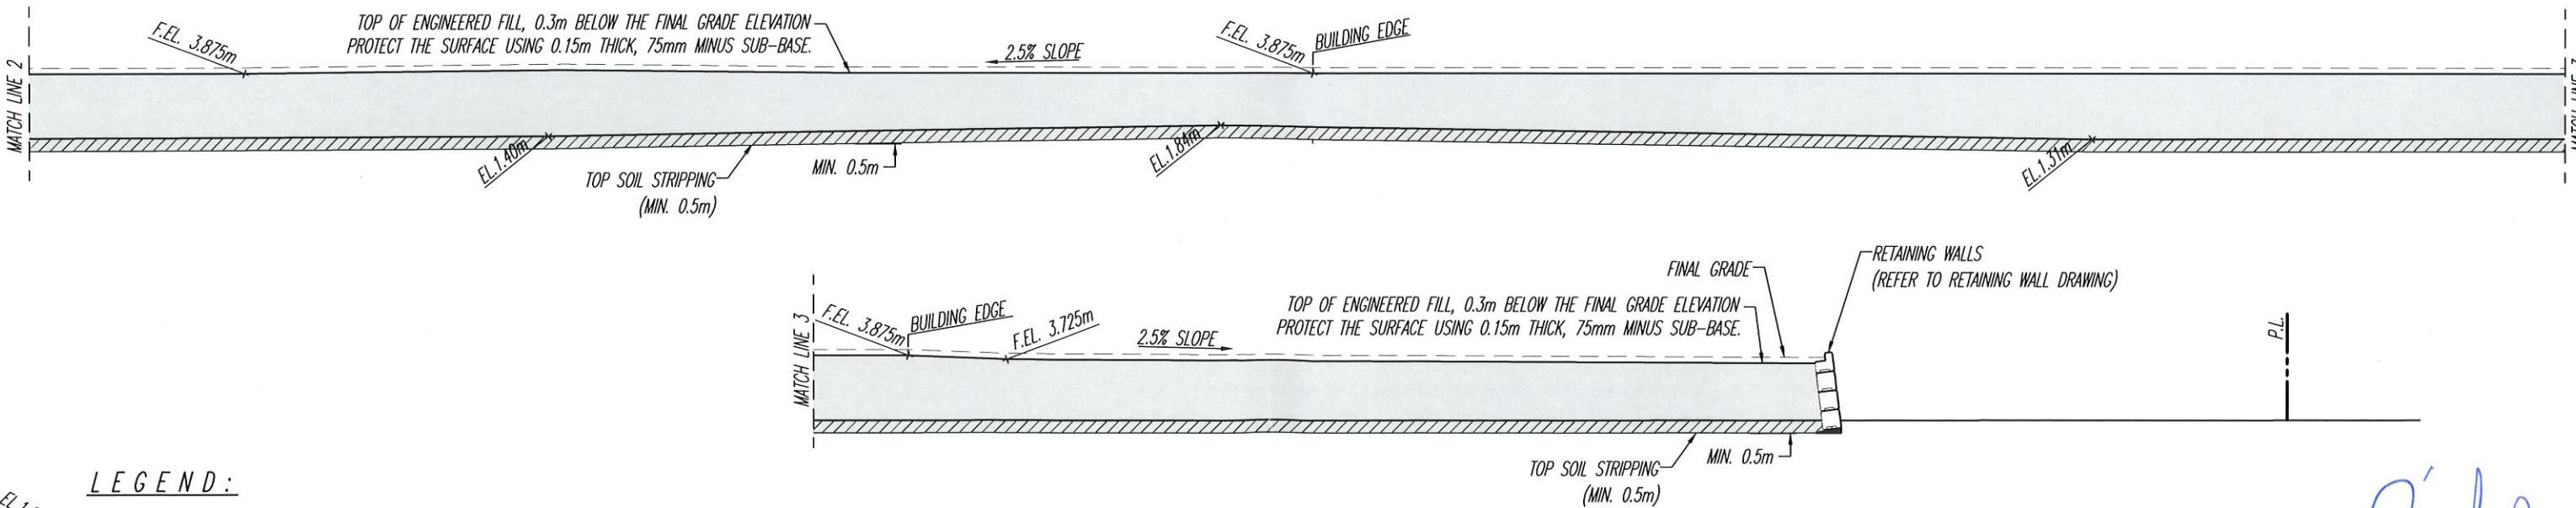 TOP OF ENGINEERED FILL, 0.3m BELOW THE FINAL GRADE ELEVATION
PROTECT THE SURFACE USING 0.15m THICK, 75mm MINUS SUB-BASE.
F.EL. 3.875m
2.5% SLOPE
F.EL. 3.875m
BUILDING EDGE
MATCH LINE 2
MATCH LINE 3
EL.1.40m
TOP SOIL STRIPPING
(MIN. 0.5m)
MIN. 0.5m
EL.1.84m
EL.1.31m
MATCH LINE 3
F.EL. 3.875m
BUILDING EDGE
F.EL. 3.725m
2.5% SLOPE
FINAL GRADE
TOP OF ENGINEERED FILL, 0.3m BELOW THE FINAL GRADE ELEVATION
PROTECT THE SURFACE USING 0.15m THICK, 75mm MINUS SUB-BASE.
RETAINING WALLS
(REFER TO RETAINING WALL DRAWING)
P.L.
TOP SOIL STRIPPING
(MIN. 0.5m)
MIN. 0.5m
LEGEND: